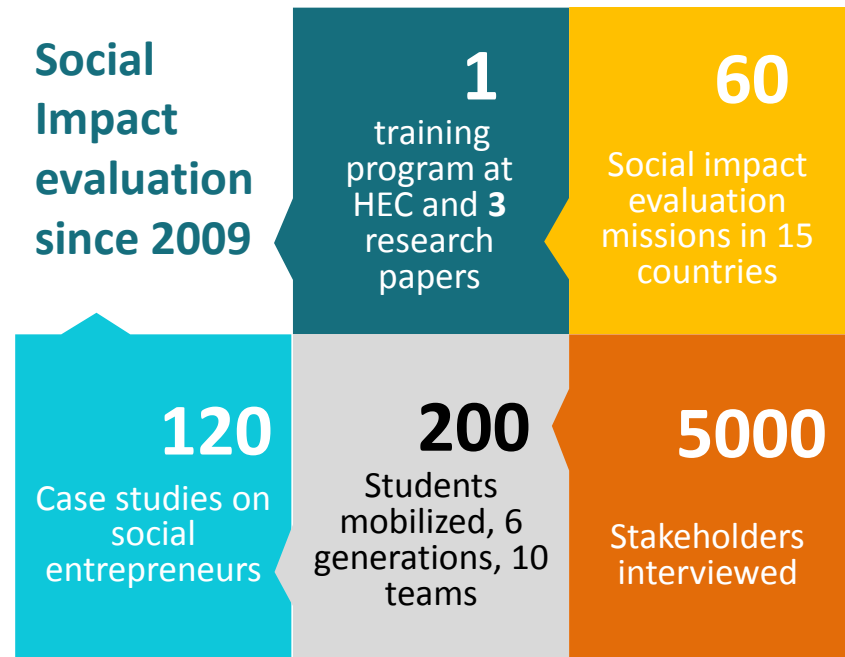 Social
Impact
evaluation
since 2009
1
training
program at
HEC and 3
research
papers
60
Social impact
evaluation
missions in 15
countries
120
Case studies on
social
entrepreneurs
200
Students
mobilized, 6
generations, 10
teams
5000
Stakeholders
interviewed